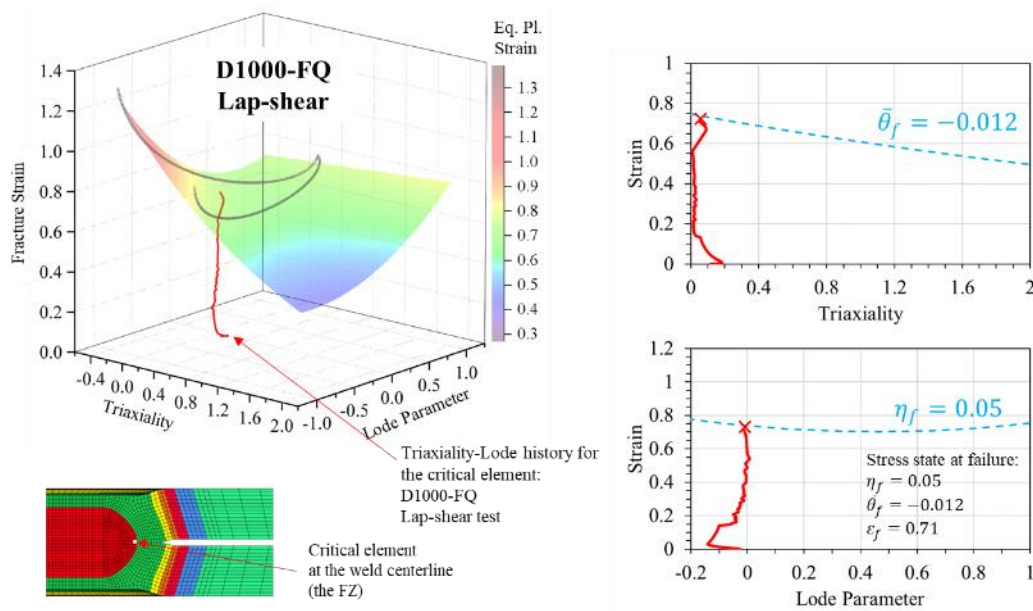 D1000-FQ
Lap-shear
Eq. Pl.
Strain
1.3
1.2
1.1
1.0
0.9
0.8
0.7
0.6
0.5
0.4
0.3
Fracture Strain
1.4
1.2
1.0
0.8
0.6
0.4
0.2
0.0
-0.4
0.0
0.4
0.8
1.2
1.6
2.0
Triaxiality
-1.0
-0.5
0.0
0.5
1.0
Lode Parameter
Triaxiality-Lode history for
the critical element:
D1000-FQ
Lap-shear test
Critical element
at the weld centerline
(the FZ)
Strain
1
0.8
0.6
0.4
0.2
0
θ̄_f = −0.012
0 0.4 0.8 1.2 1.6 2
Triaxiality
Strain
1.2
1
0.8
0.6
0.4
0.2
0
η_f = 0.05
Stress state at failure:
η_f = 0.05
θ̄_f = −0.012
ε_f = 0.71
-0.2 0 0.2 0.4 0.6 0.8 1
Lode Parameter